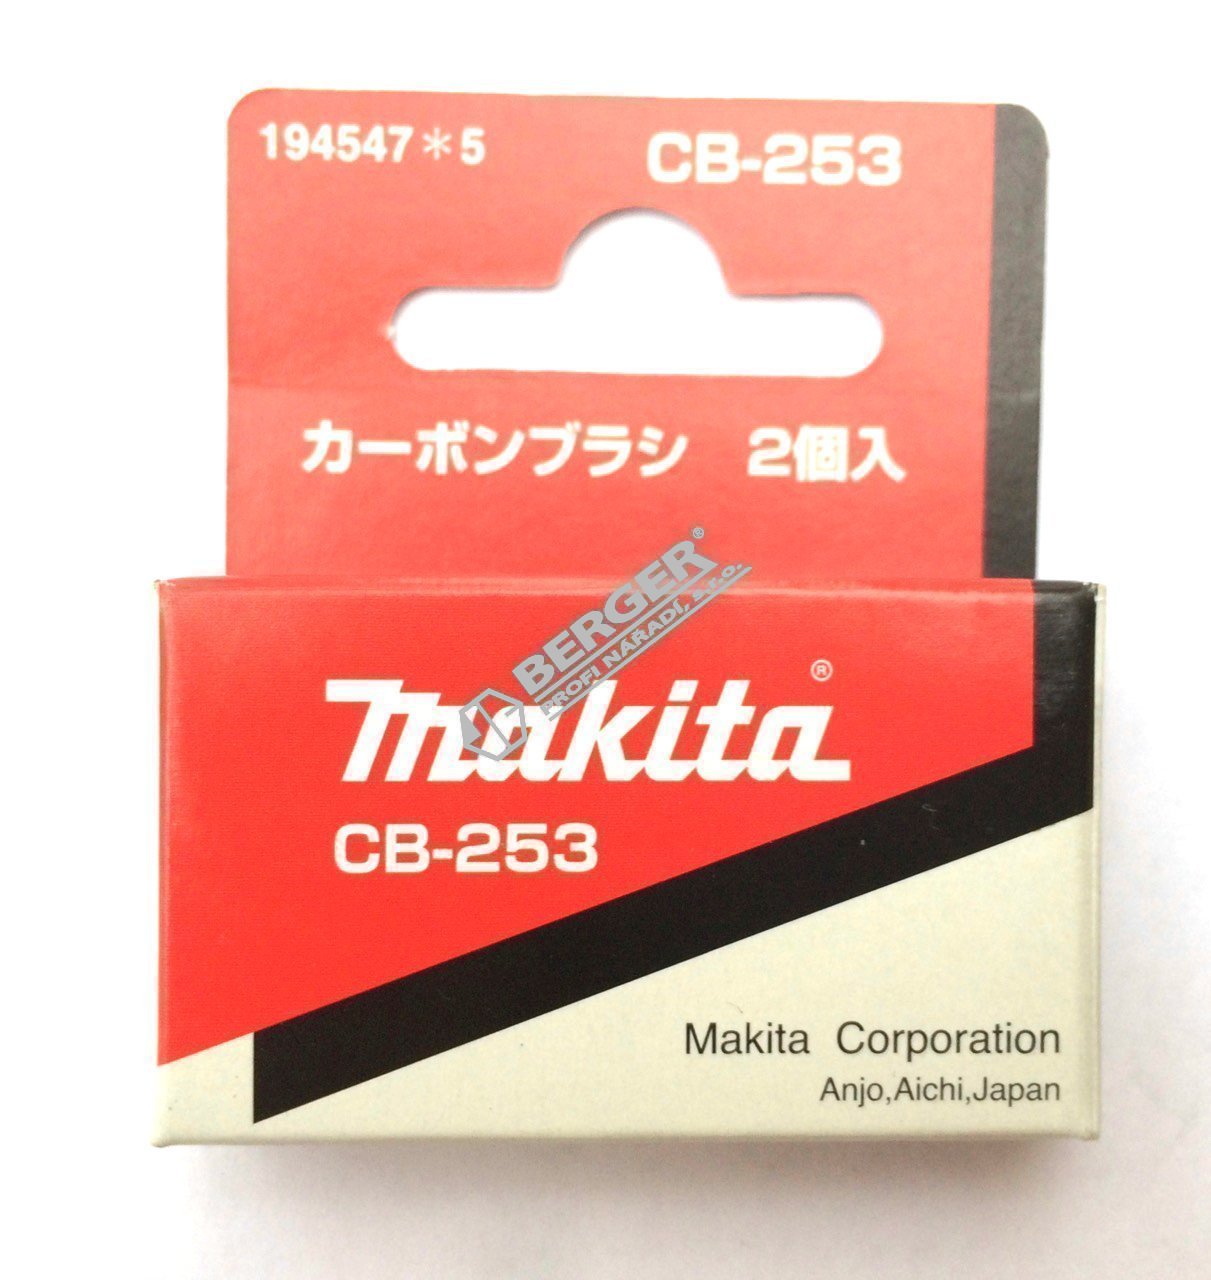 194547＊5 CB-253
カーボンブラシ 2個入
BERGER®
PROFI NÁŘADÍ, s.r.o.
makita®
CB-253
Makita Corporation
Anjo,Aichi,Japan